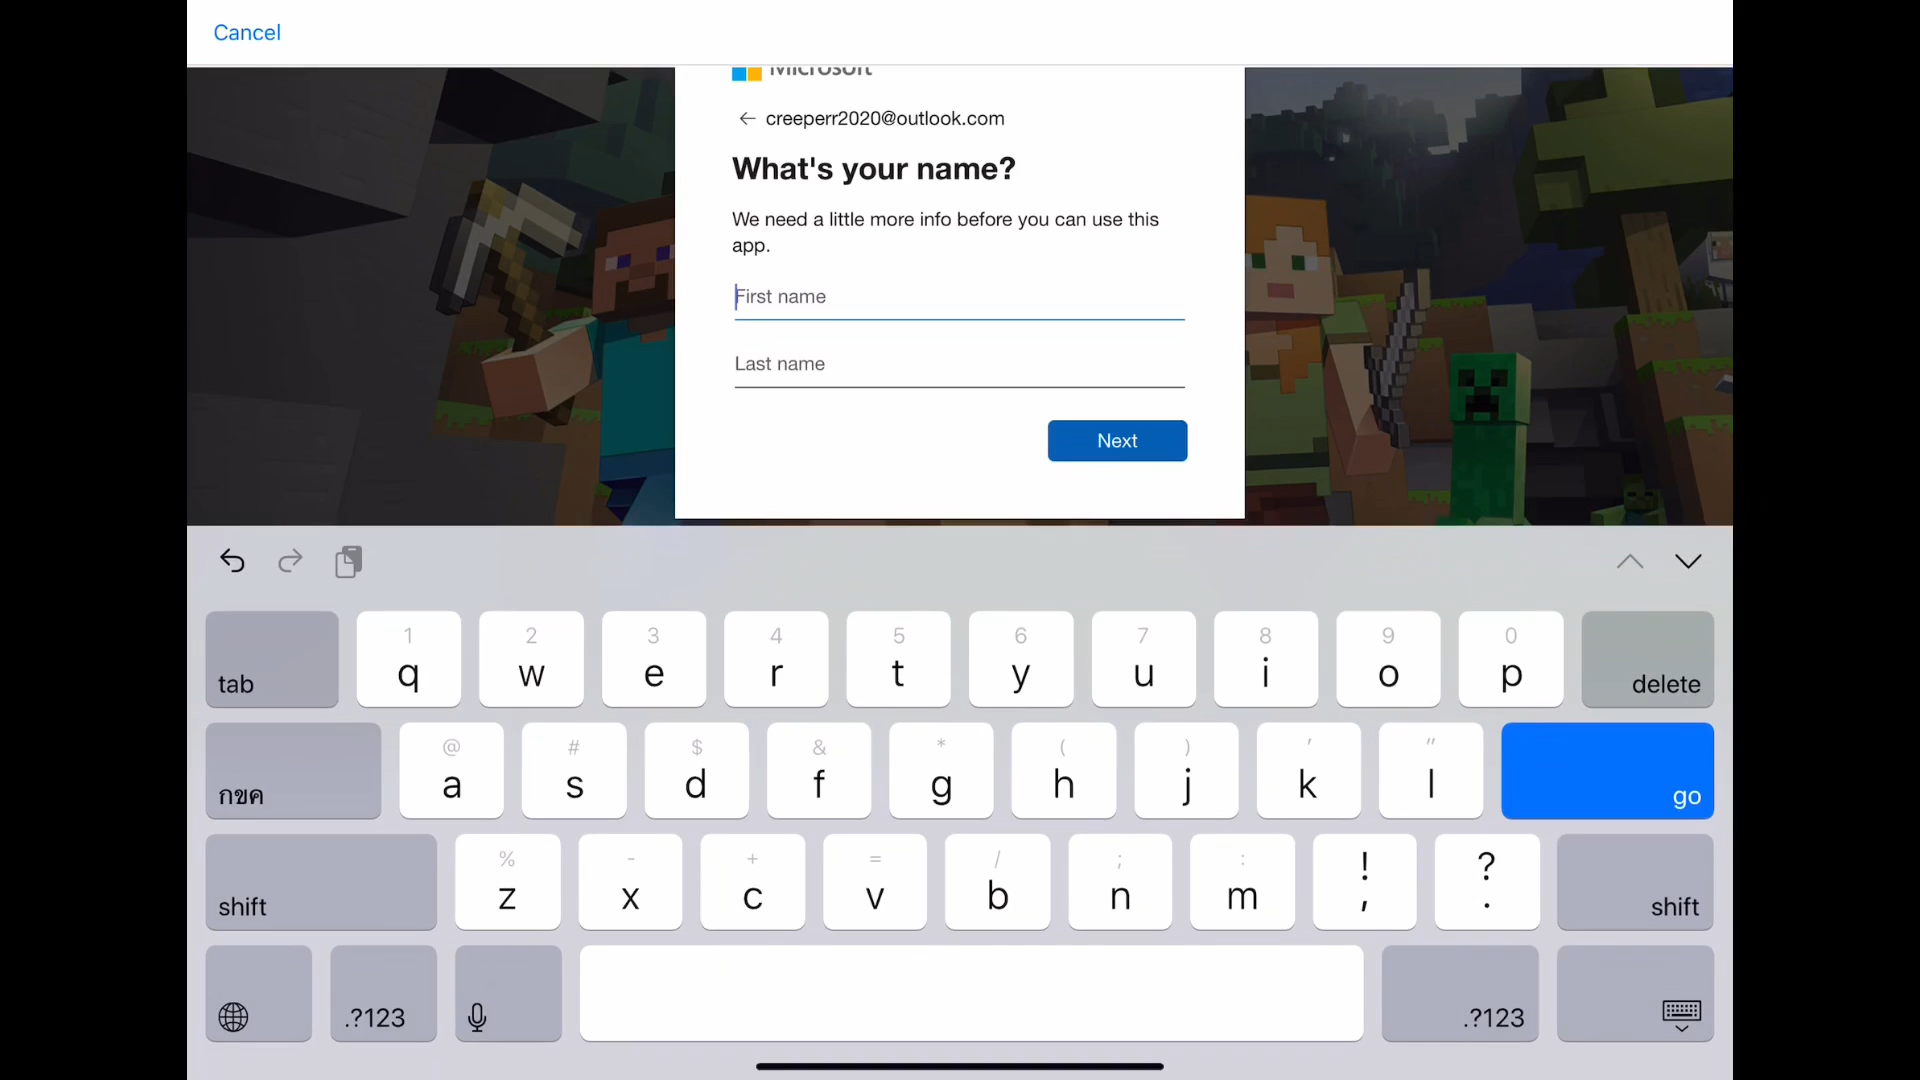 Cancel
Microsoft
← creeperr2020@outlook.com
What's your name?
We need a little more info before you can use this
app.
First name
Last name
Next
1 2 3 4 5 6 7 8 9 0
tab q w e r t y u i o p delete
@ # $ & * ( ) ' "
กขค a s d f g h j k l go
% - + = / ; : ! ?
shift z x c v b n m , . shift
.?123 .?123